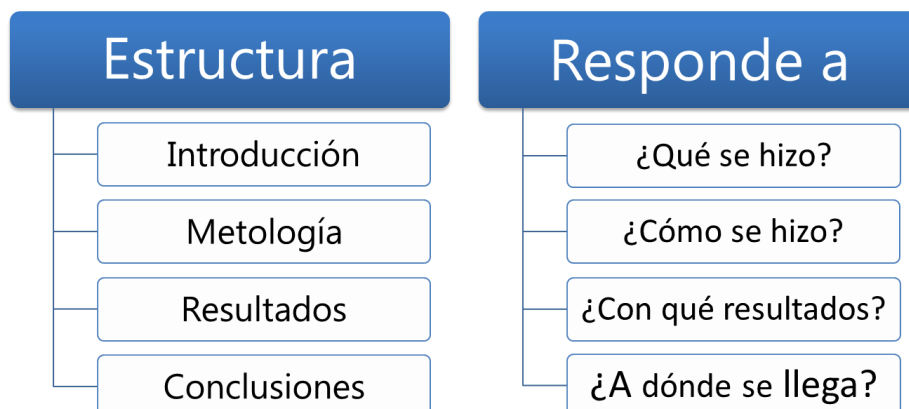 Estructura
Introducción
Metología
Resultados
Conclusiones
Responde a
¿Qué se hizo?
¿Cómo se hizo?
¿Con qué resultados?
¿A dónde se llega?